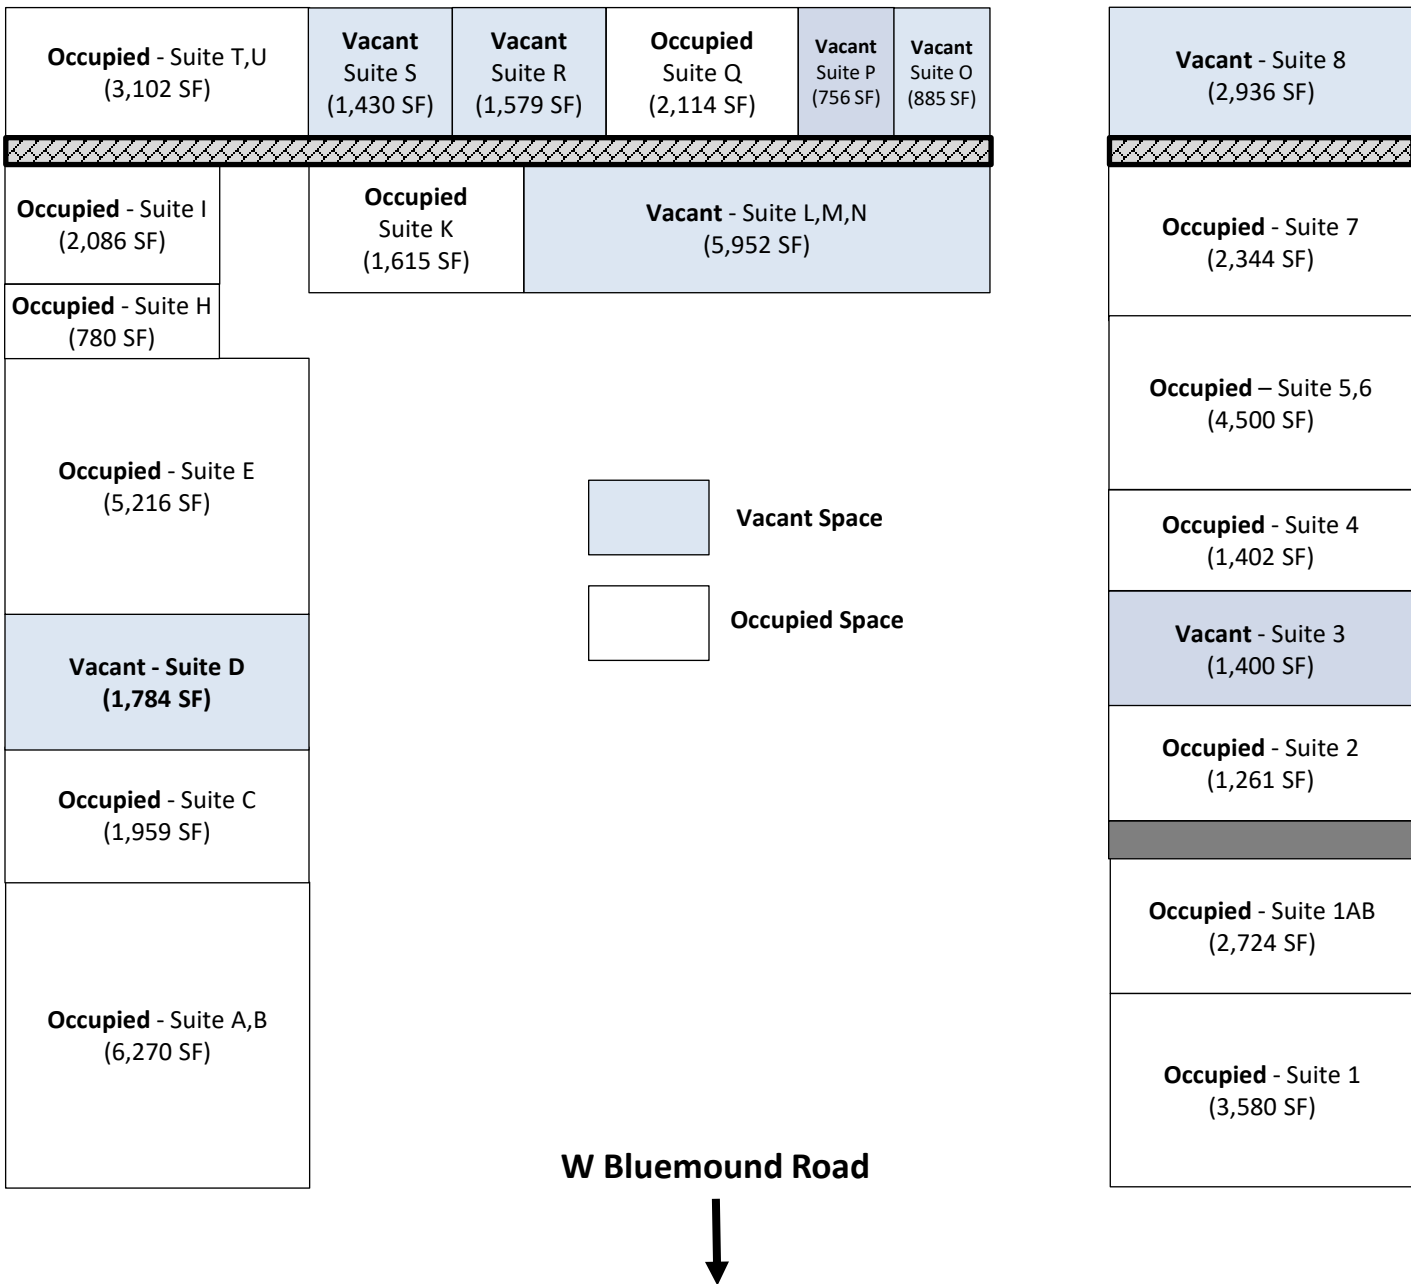 Occupied - Suite T,U
(3,102 SF)
Vacant
Suite S
(1,430 SF)
Vacant
Suite R
(1,579 SF)
Occupied
Suite Q
(2,114 SF)
Vacant
Suite P
(756 SF)
Vacant
Suite O
(885 SF)
Vacant - Suite 8
(2,936 SF)
Occupied - Suite I
(2,086 SF)
Occupied
Suite K
(1,615 SF)
Vacant - Suite L,M,N
(5,952 SF)
Occupied - Suite 7
(2,344 SF)
Occupied - Suite H
(780 SF)
Occupied – Suite 5,6
(4,500 SF)
Occupied - Suite E
(5,216 SF)
Vacant Space
Occupied Space
Occupied - Suite 4
(1,402 SF)
Vacant - Suite D
(1,784 SF)
Vacant - Suite 3
(1,400 SF)
Occupied - Suite C
(1,959 SF)
Occupied - Suite 2
(1,261 SF)
Occupied - Suite 1AB
(2,724 SF)
Occupied - Suite A,B
(6,270 SF)
Occupied - Suite 1
(3,580 SF)
W Bluemound Road